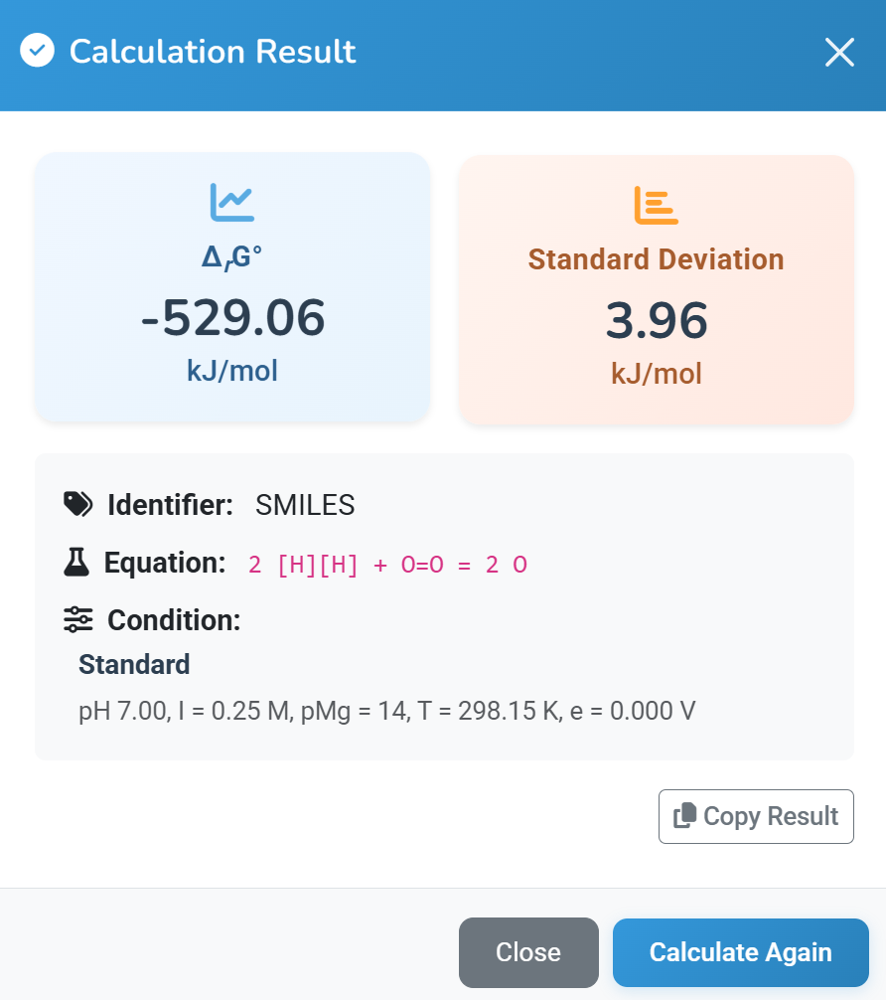 Calculation Result
ΔrG°
-529.06
kJ/mol
Standard Deviation
3.96
kJ/mol
Identifier: SMILES
Equation: 2 [H][H] + O=O = 2 O
Condition:
Standard
pH 7.00, I = 0.25 M, pMg = 14, T = 298.15 K, e = 0.000 V
Copy Result
Close
Calculate Again